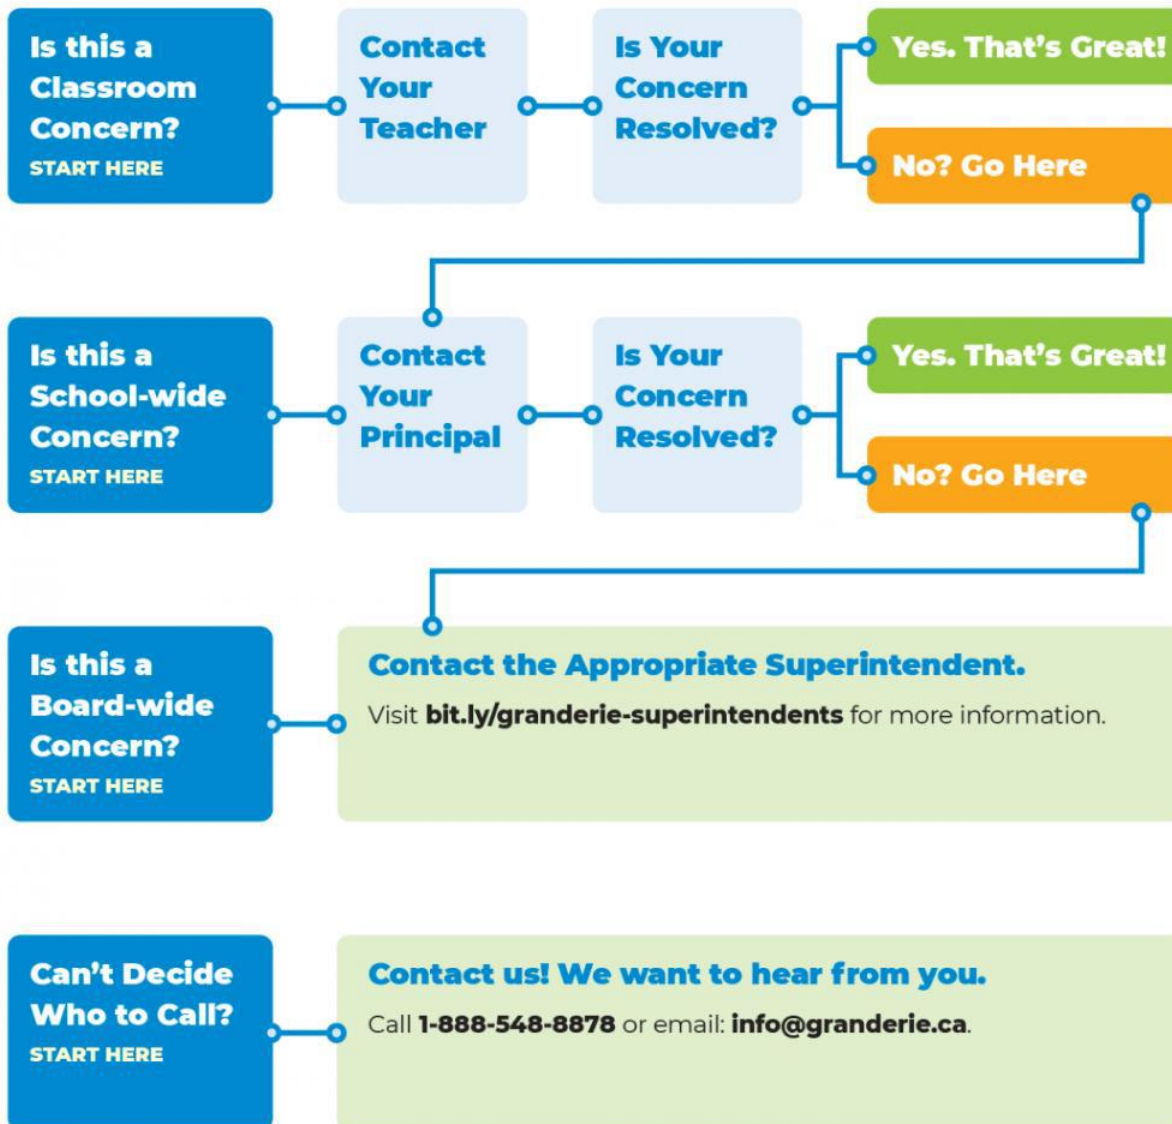 Is this a
Classroom
Concern?
START HERE
Contact
Your
Teacher
Is Your
Concern
Resolved?
Yes. That’s Great!
No? Go Here
Is this a
School-wide
Concern?
START HERE
Contact
Your
Principal
Is Your
Concern
Resolved?
Yes. That’s Great!
No? Go Here
Is this a
Board-wide
Concern?
START HERE
Contact the Appropriate Superintendent.
Visit bit.ly/granderie-superintendents for more information.
Can’t Decide
Who to Call?
START HERE
Contact us! We want to hear from you.
Call 1-888-548-8878 or email: info@granderie.ca.